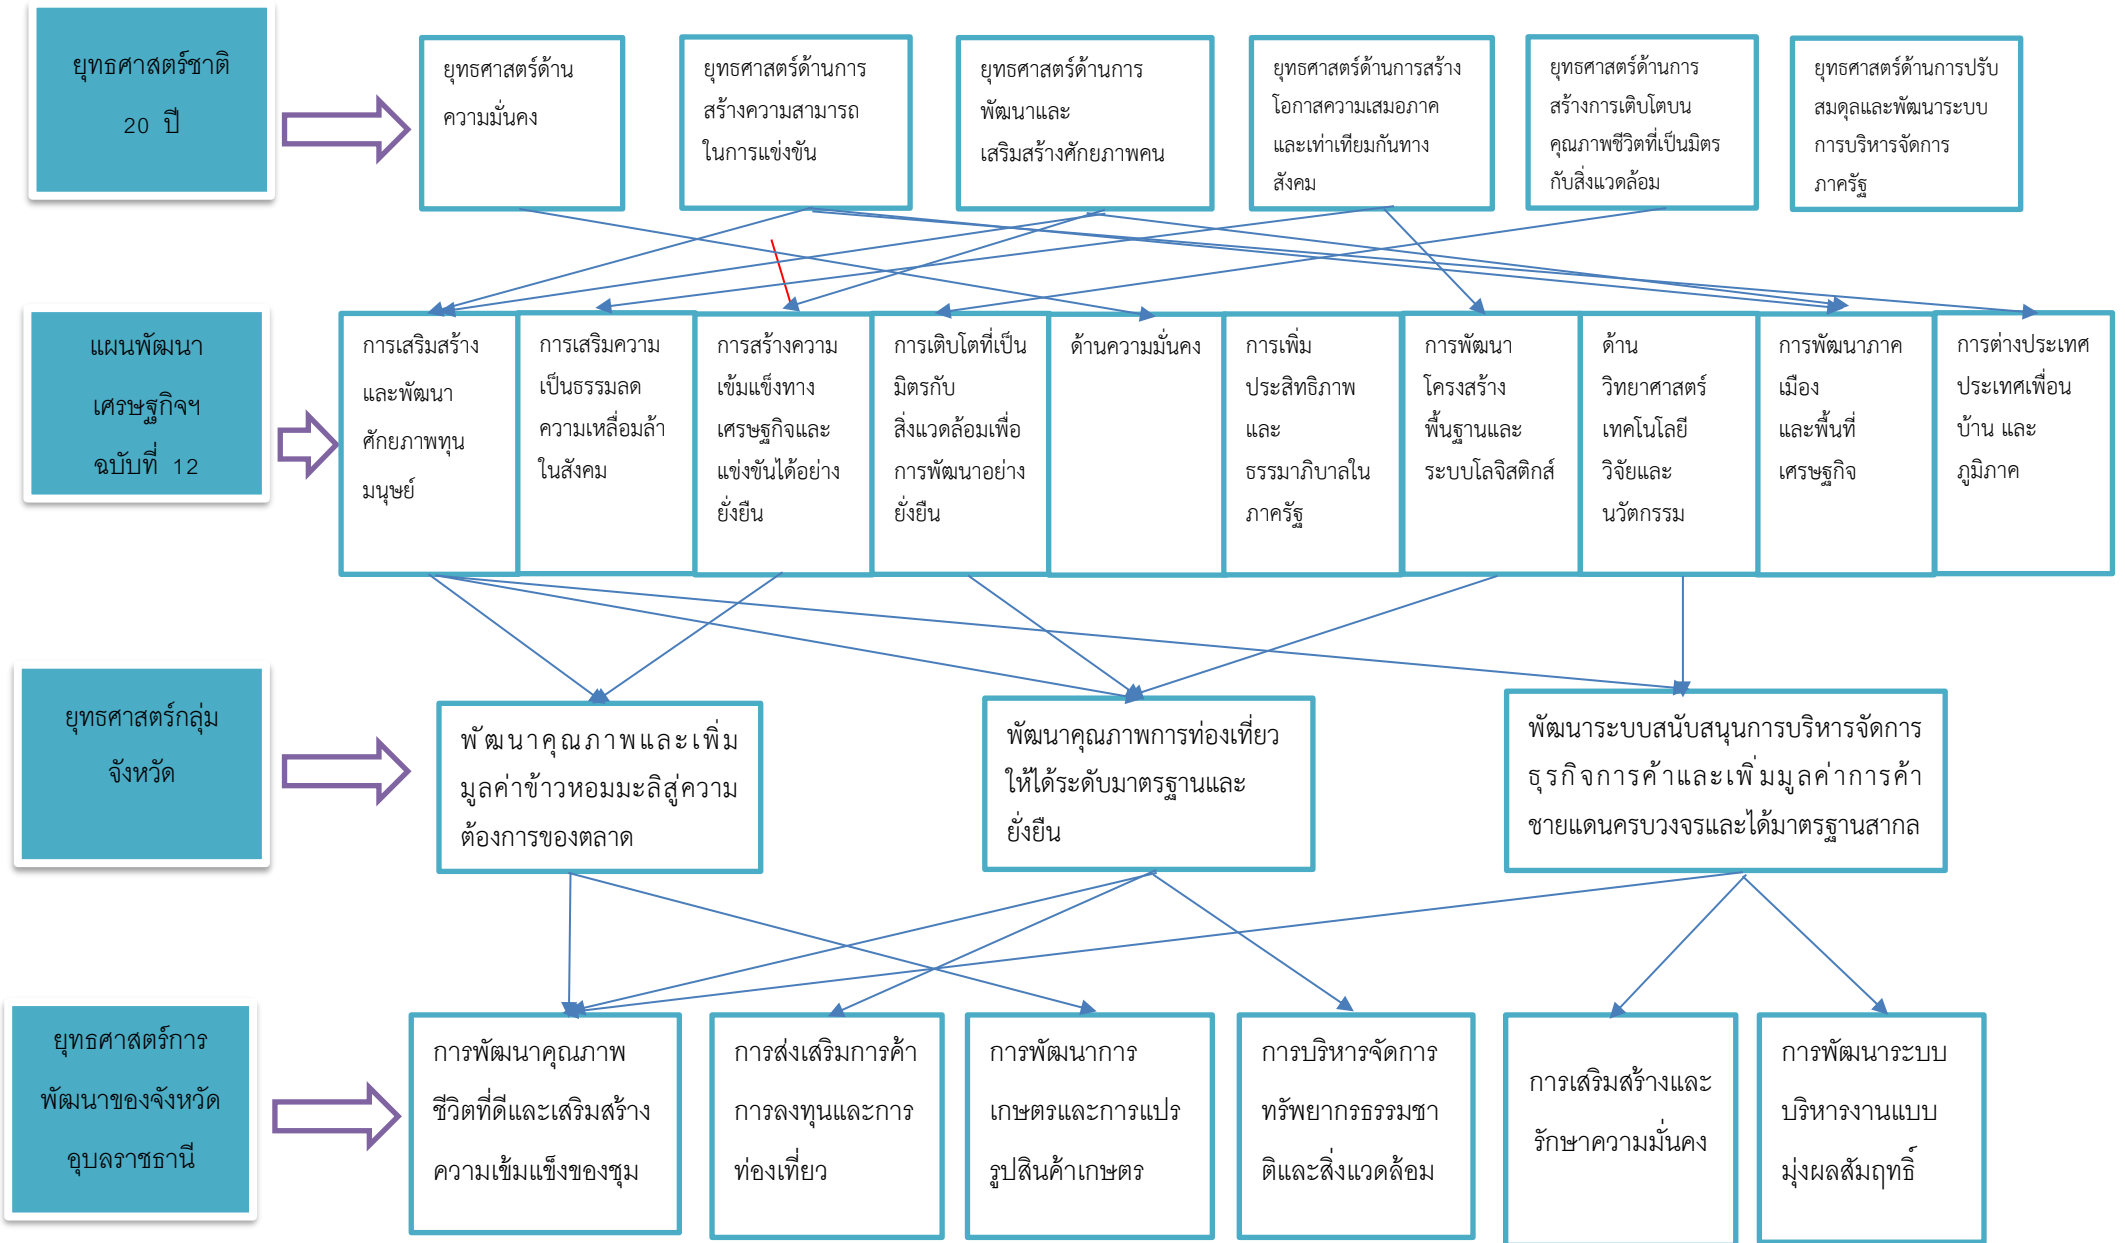 ยุทธศาสตร์ชาติ
20 ปี
ยุทธศาสตร์ด้าน
ความมั่นคง
ยุทธศาสตร์ด้านการ
สร้างความสามารถ
ในการแข่งขัน
ยุทธศาสตร์ด้านการ
พัฒนาและ
เสริมสร้างศักยภาพคน
ยุทธศาสตร์ด้านการสร้าง
โอกาสความเสมอภาค
และเท่าเทียมกันทาง
สังคม
ยุทธศาสตร์ด้านการ
สร้างการเติบโตบน
คุณภาพชีวิตที่เป็นมิตร
กับสิ่งแวดล้อม
ยุทธศาสตร์ด้านการปรับ
สมดุลและพัฒนาระบบ
การบริหารจัดการ
ภาครัฐ
แผนพัฒนา
เศรษฐกิจฯ
ฉบับที่ 12
การเสริมสร้าง
และพัฒนา
ศักยภาพทุน
มนุษย์
การเสริมความ
เป็นธรรมลด
ความเหลื่อมล้ำ
ในสังคม
การสร้างความ
เข้มแข็งทาง
เศรษฐกิจและ
แข่งขันได้อย่าง
ยั่งยืน
การเติบโตที่เป็น
มิตรกับ
สิ่งแวดล้อมเพื่อ
การพัฒนาอย่าง
ยั่งยืน
ด้านความมั่นคง
การเพิ่ม
ประสิทธิภาพ
และ
ธรรมาภิบาลใน
ภาครัฐ
การพัฒนา
โครงสร้าง
พื้นฐานและ
ระบบโลจิสติกส์
ด้าน
วิทยาศาสตร์
เทคโนโลยี
วิจัยและ
นวัตกรรม
การพัฒนาภาค
เมือง
และพื้นที่
เศรษฐกิจ
การต่างประเทศ
ประเทศเพื่อน
บ้าน และ
ภูมิภาค
ยุทธศาสตร์กลุ่ม
จังหวัด
พัฒนาคุณภาพและเพิ่ม
มูลค่าข้าวหอมมะลิสู่ความ
ต้องการของตลาด
พัฒนาคุณภาพการท่องเที่ยว
ให้ได้ระดับมาตรฐานและ
ยั่งยืน
พัฒนาระบบสนับสนุนการบริหารจัดการ
ธุรกิจการค้าและเพิ่มมูลค่าการค้า
ชายแดนครบวงจรและได้มาตรฐานสากล
ยุทธศาสตร์การ
พัฒนาของจังหวัด
อุบลราชธานี
การพัฒนาคุณภาพ
ชีวิตที่ดีและเสริมสร้าง
ความเข้มแข็งของชุม
การส่งเสริมการค้า
การลงทุนและการ
ท่องเที่ยว
การพัฒนาการ
เกษตรและการแปร
รูปสินค้าเกษตร
การบริหารจัดการ
ทรัพยากรธรรมชา
ติและสิ่งแวดล้อม
การเสริมสร้างและ
รักษาความมั่นคง
การพัฒนาระบบ
บริหารงานแบบ
มุ่งผลสัมฤทธิ์